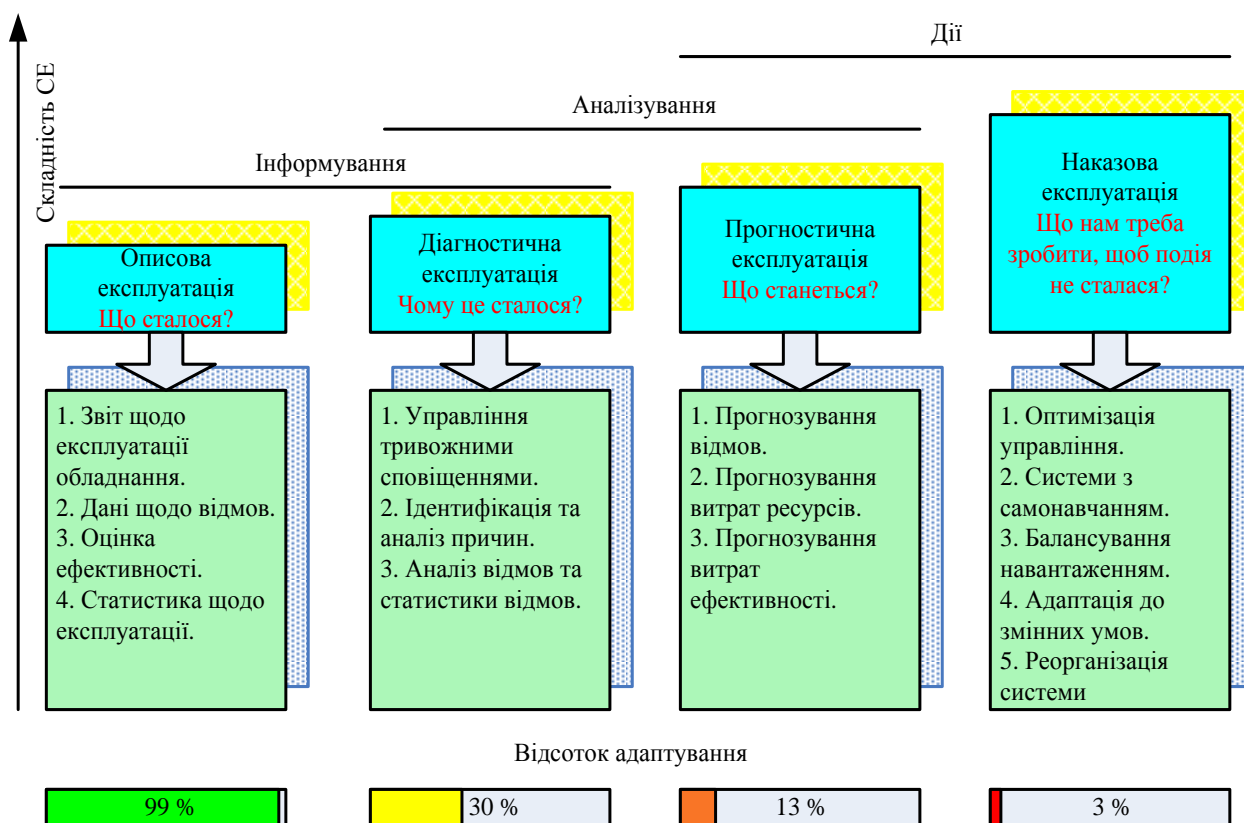 Дії
Аналізування
Інформування
Складність СЕ
Описова
експлуатація
Що сталося?
Діагностична
експлуатація
Чому це сталося?
Прогностична
експлуатація
Що станеться?
Наказова
експлуатація
Що нам треба
зробити, щоб подія
не сталася?
1. Звіт щодо
експлуатації
обладнання.
2. Дані щодо відмов.
3. Оцінка
ефективності.
4. Статистика щодо
експлуатації.
1. Управління
тривожними
сповіщеннями.
2. Ідентифікація та
аналіз причин.
3. Аналіз відмов та
статистики відмов.
1. Прогнозування
відмов.
2. Прогнозування
витрат ресурсів.
3. Прогнозування
витрат
ефективності.
1. Оптимізація
управління.
2. Системи з
самонавчанням.
3. Балансування
навантаженням.
4. Адаптація до
змінних умов.
5. Реорганізація
системи
Відсоток адаптування
99 %
30 %
13 %
3 %